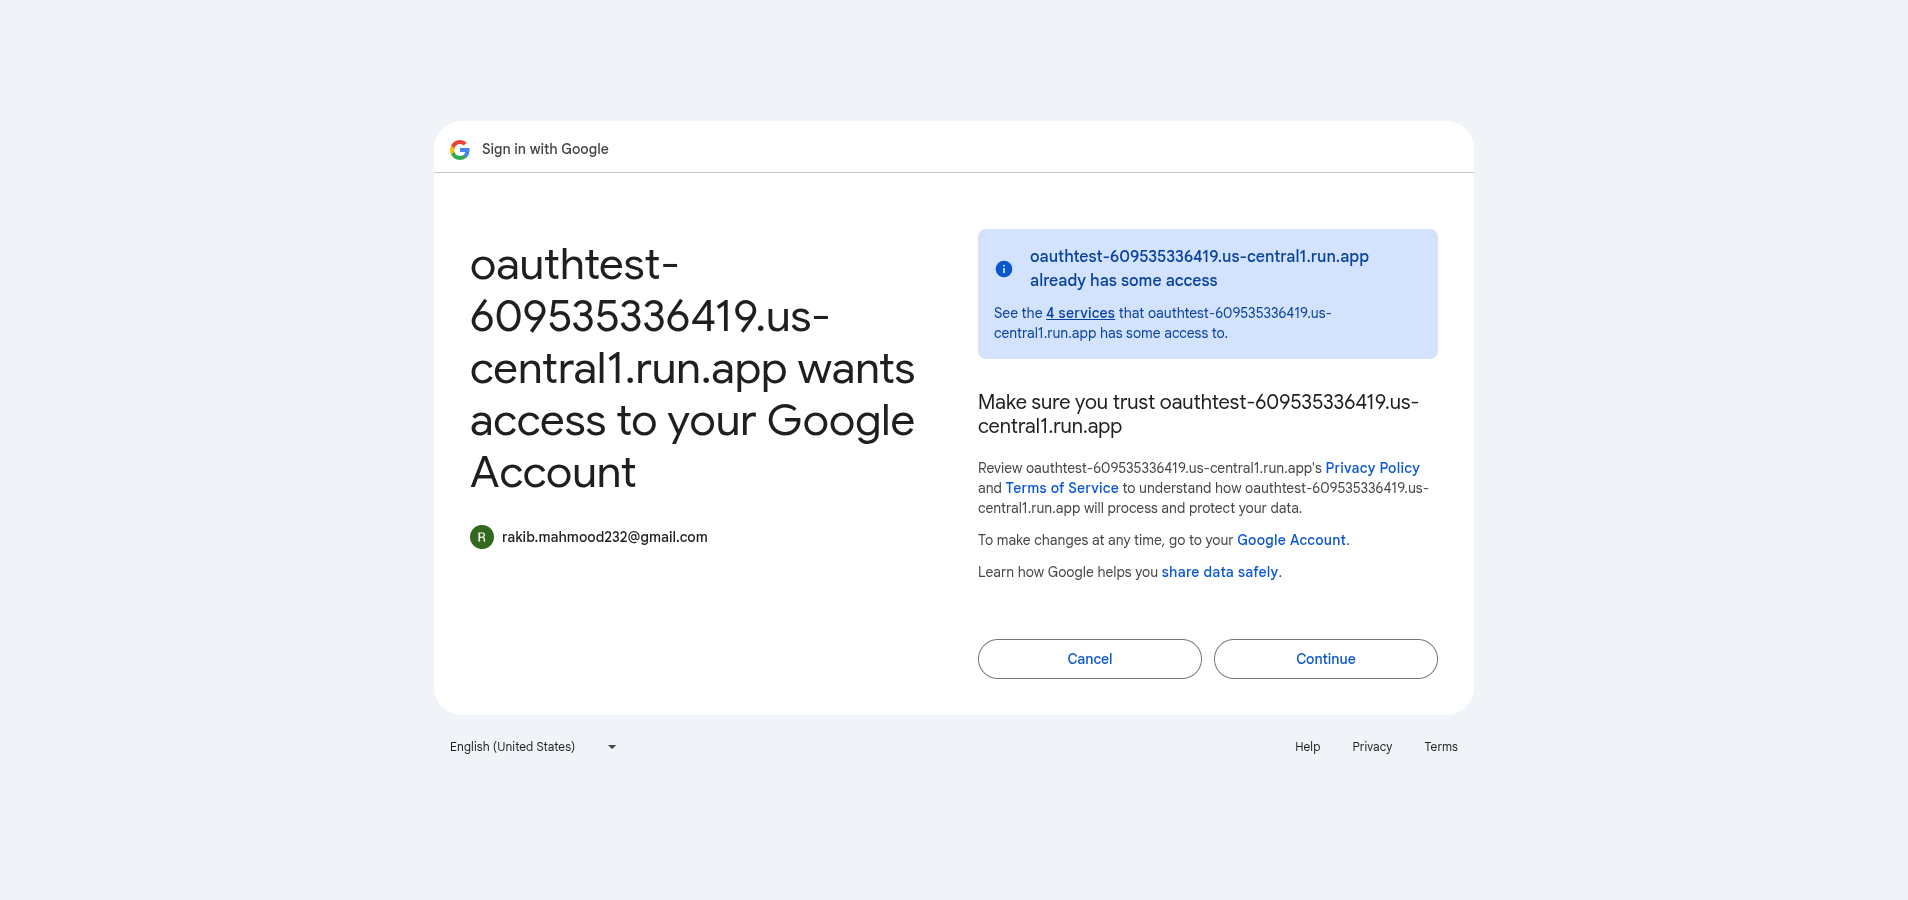 Sign in with Google
oauthtest-
609535336419.us-
central1.run.app wants
access to your Google
Account
R
rakib.mahmood232@gmail.com
oauthtest-609535336419.us-central1.run.app
already has some access
See the 4 services that oauthtest-609535336419.us-
central1.run.app has some access to.
Make sure you trust oauthtest-609535336419.us-
central1.run.app
Review oauthtest-609535336419.us-central1.run.app's Privacy Policy
and Terms of Service to understand how oauthtest-609535336419.us-
central1.run.app will process and protect your data.
To make changes at any time, go to your Google Account.
Learn how Google helps you share data safely.
Cancel
Continue
English (United States)
Help
Privacy
Terms